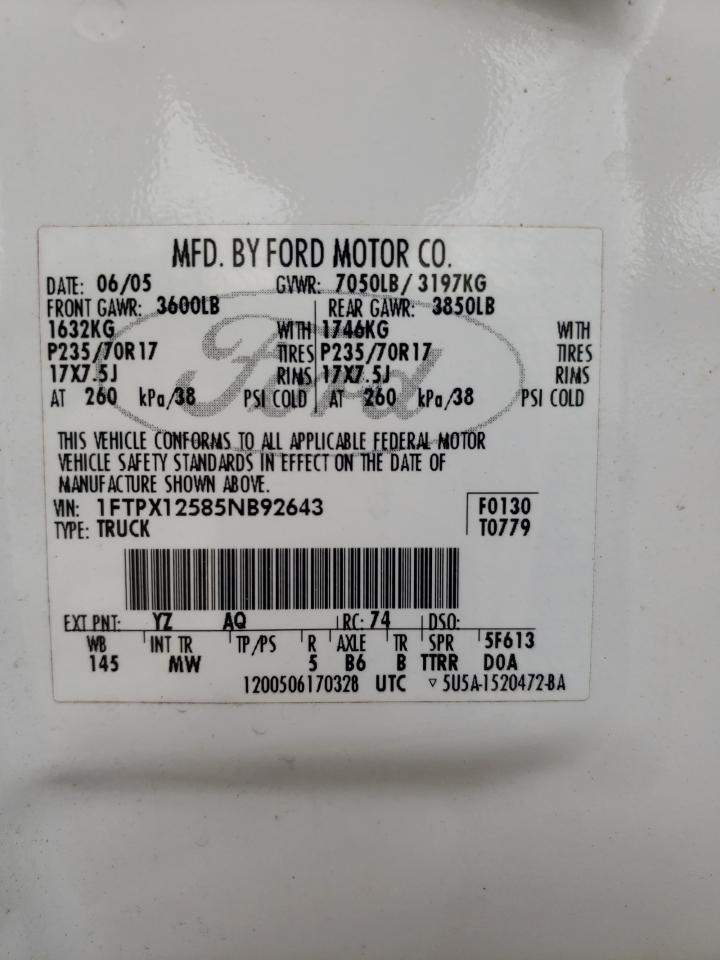 MFD. BY FORD MOTOR CO.
DATE: 06/05 GVWR: 7050LB/ 3197KG
FRONT GAWR: 3600LB REAR GAWR: 3850LB
1632KG WITH 1746KG WITH
P235/70R17 TIRES P235/70R17 TIRES
17X7.5J RIMS 17X7.5J RIMS
AT 260 kPa/38 PSI COLD AT 260 kPa/38 PSI COLD
Ford
THIS VEHICLE CONFORMS TO ALL APPLICABLE FEDERAL MOTOR
VEHICLE SAFETY STANDARDS IN EFFECT ON THE DATE OF
MANUFACTURE SHOWN ABOVE.
VIN: 1FTPX12585NB92643 F0130
TYPE: TRUCK T0779
EXT PNT: YZ AQ RC: 74 DSO:
WB INT TR TP/PS R AXLE TR SPR 5F613
145 MW 5 B6 B TTRR D0A
1200506170328 UTC ▽ 5U5A-1520472-BA